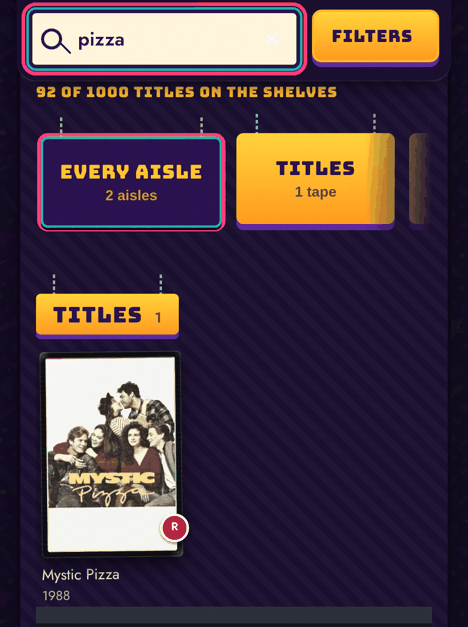 pizza
FILTERS
92 OF 1000 TITLES ON THE SHELVES
EVERY AISLE
2 aisles
TITLES
1 tape
TITLES 1
MYSTIC
Pizza
R
Mystic Pizza
1988